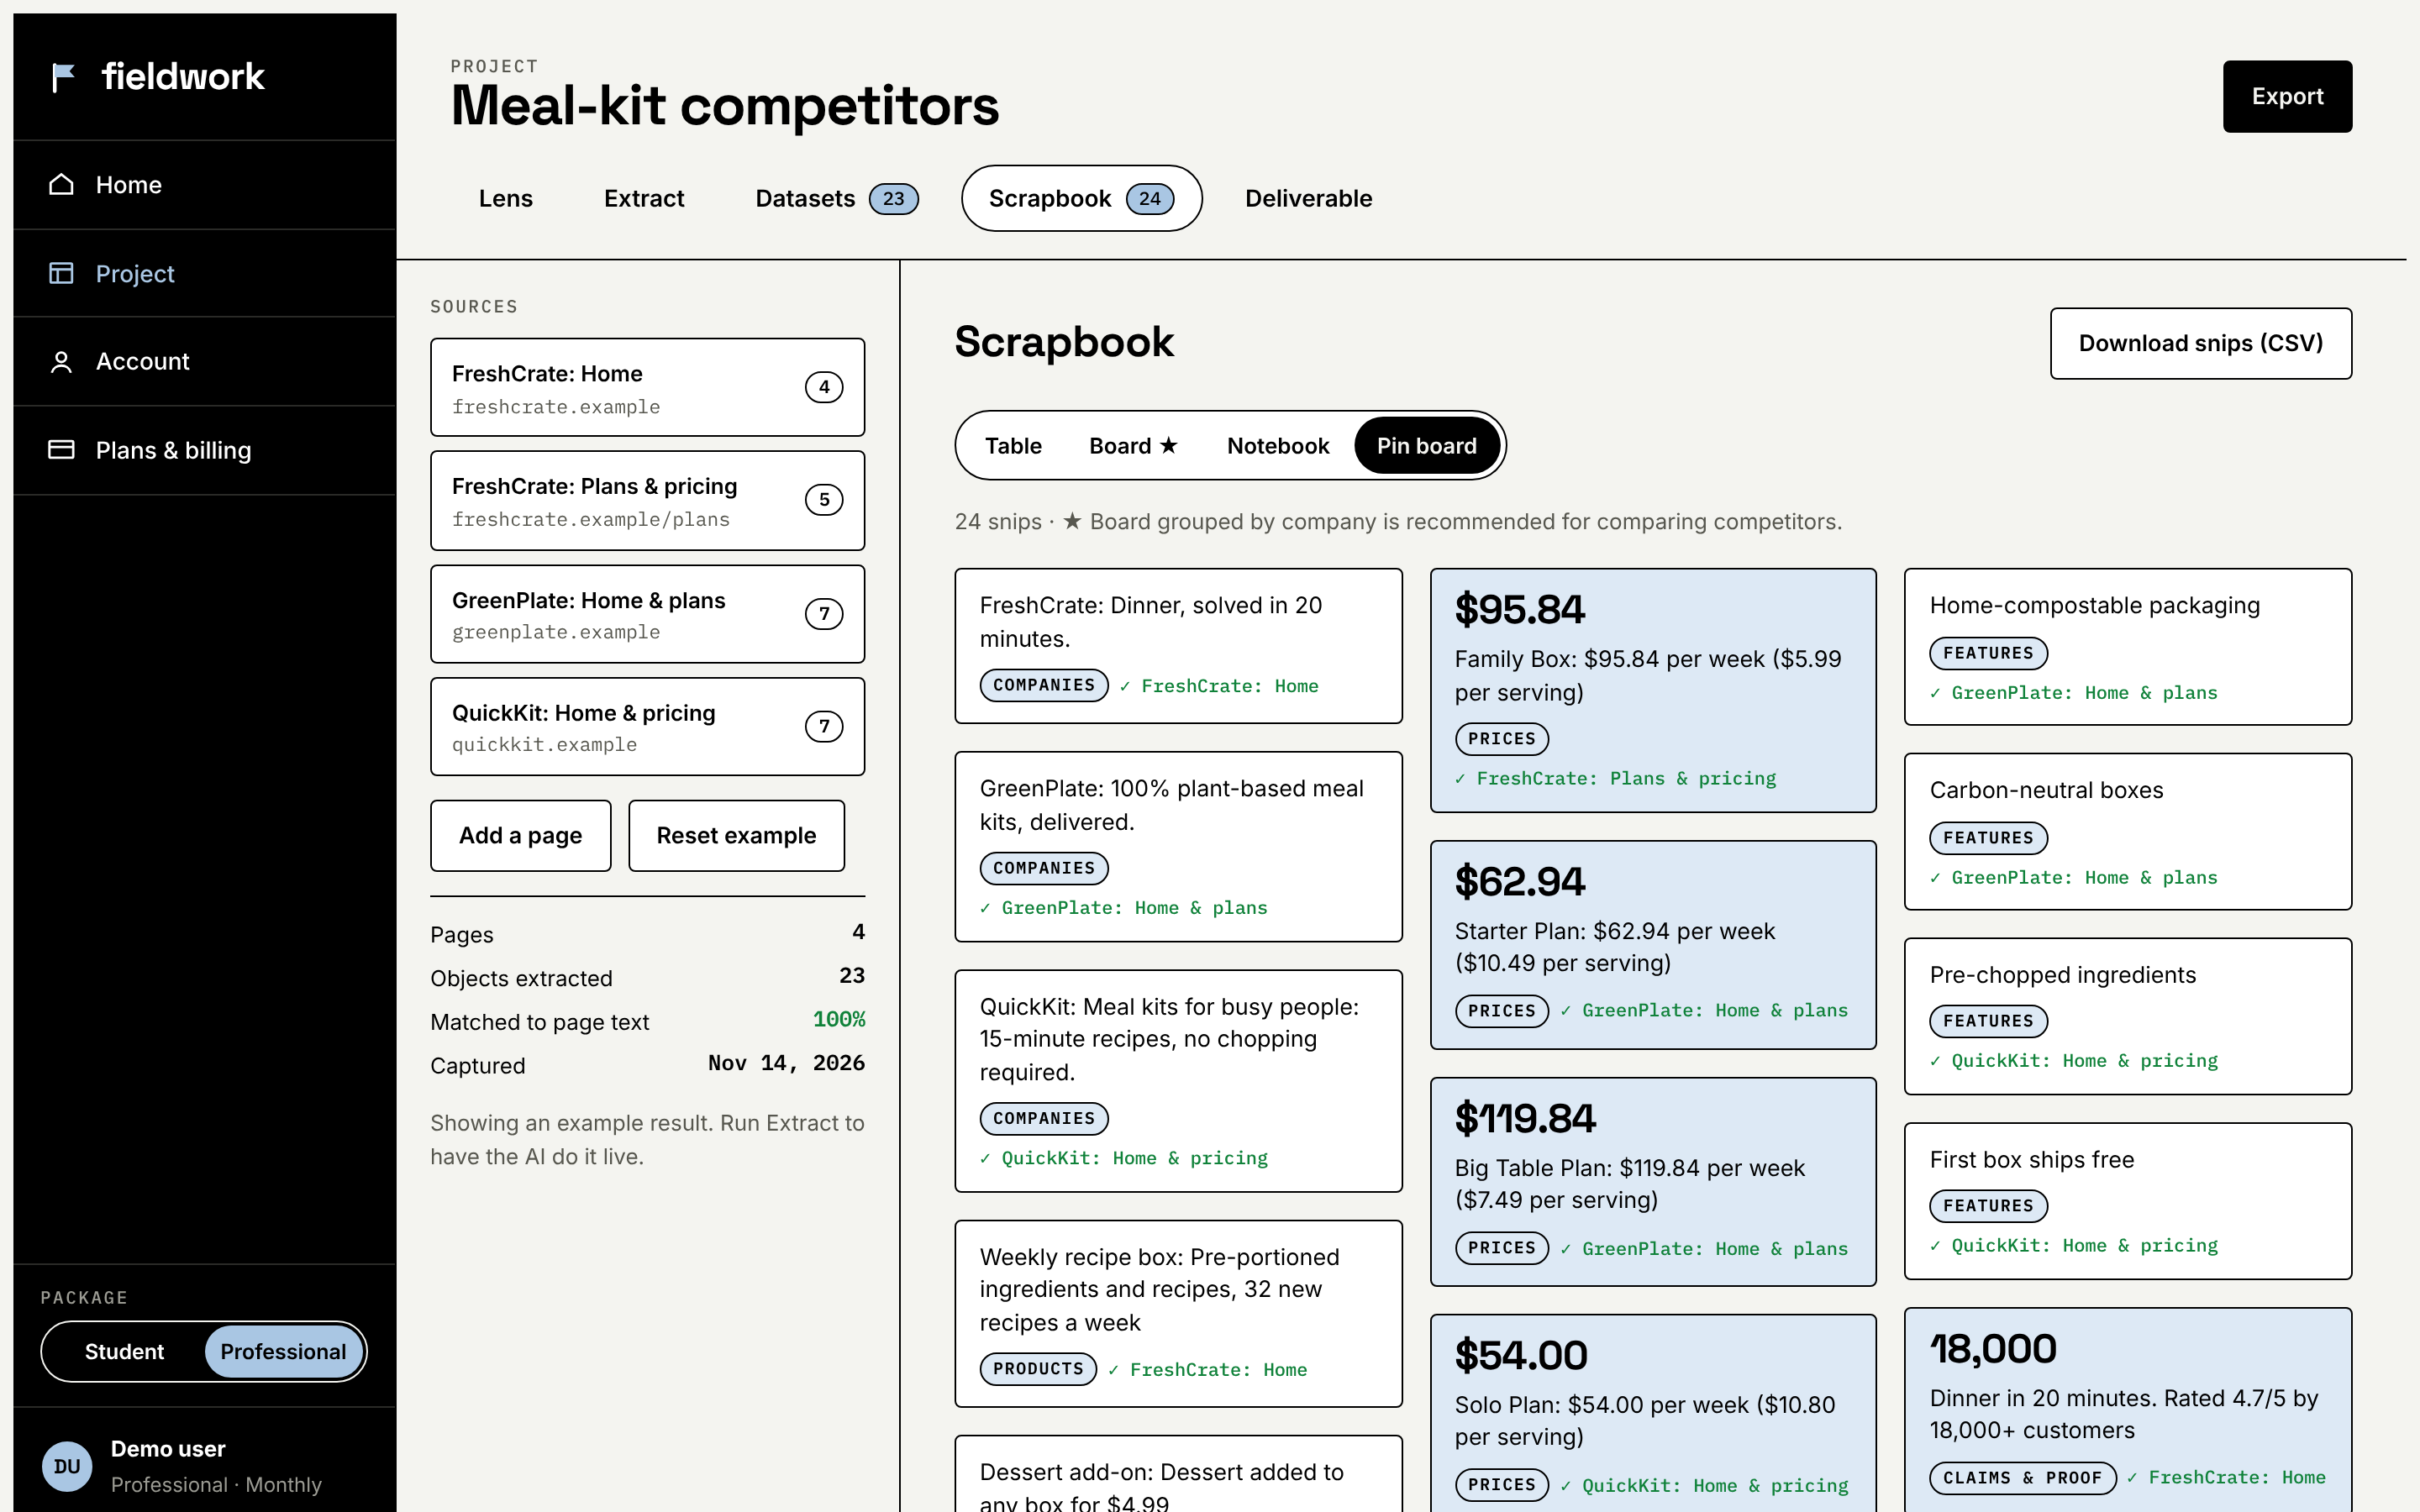 fieldwork
Home
Project
Account
Plans & billing
PACKAGE
Student
Professional
DU
Demo user
Professional · Monthly
PROJECT
Meal-kit competitors
Export
Lens
Extract
Datasets 23
Scrapbook 24
Deliverable
SOURCES
FreshCrate: Home
freshcrate.example
4
FreshCrate: Plans & pricing
freshcrate.example/plans
5
GreenPlate: Home & plans
greenplate.example
7
QuickKit: Home & pricing
quickkit.example
7
Add a page
Reset example
Pages 4
Objects extracted 23
Matched to page text 100%
Captured Nov 14, 2026
Showing an example result. Run Extract to
have the AI do it live.
Scrapbook
Download snips (CSV)
Table
Board ★
Notebook
Pin board
24 snips · ★ Board grouped by company is recommended for comparing competitors.
FreshCrate: Dinner, solved in 20
minutes.
COMPANIES ✓ FreshCrate: Home
GreenPlate: 100% plant-based meal
kits, delivered.
COMPANIES
✓ GreenPlate: Home & plans
QuickKit: Meal kits for busy people:
15-minute recipes, no chopping
required.
COMPANIES
✓ QuickKit: Home & pricing
Weekly recipe box: Pre-portioned
ingredients and recipes, 32 new
recipes a week
PRODUCTS ✓ FreshCrate: Home
Dessert add-on: Dessert added to
any box for $4.99
$95.84
Family Box: $95.84 per week ($5.99
per serving)
PRICES
✓ FreshCrate: Plans & pricing
$62.94
Starter Plan: $62.94 per week
($10.49 per serving)
PRICES ✓ GreenPlate: Home & plans
$119.84
Big Table Plan: $119.84 per week
($7.49 per serving)
PRICES ✓ GreenPlate: Home & plans
$54.00
Solo Plan: $54.00 per week ($10.80
per serving)
PRICES ✓ QuickKit: Home & pricing
Home-compostable packaging
FEATURES
✓ GreenPlate: Home & plans
Carbon-neutral boxes
FEATURES
✓ GreenPlate: Home & plans
Pre-chopped ingredients
FEATURES
✓ QuickKit: Home & pricing
First box ships free
FEATURES
✓ QuickKit: Home & pricing
18,000
Dinner in 20 minutes. Rated 4.7/5 by
18,000+ customers
CLAIMS & PROOF ✓ FreshCrate: Home